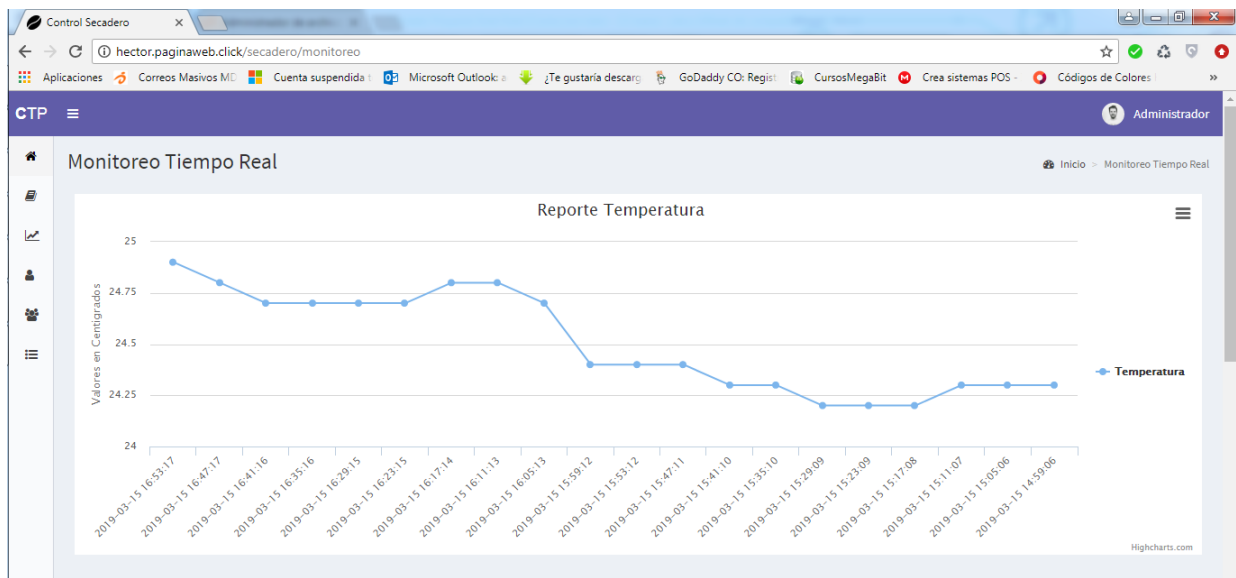 Control Secadero
hector.paginaweb.click/secadero/monitoreo
Aplicaciones Correos Masivos MD Cuenta suspendida Microsoft Outlook: a ¿Te gustaría descarg GoDaddy CO: Regist CursosMegaBit Crea sistemas POS - Códigos de Colores »
CTP Administrador
Monitoreo Tiempo Real
Inicio > Monitoreo Tiempo Real
Reporte Temperatura
Valores en Centigrados
25
24.75
24.5
24.25
24
Temperatura
2019-03-15 16:53:17
2019-03-15 16:47:17
2019-03-15 16:41:16
2019-03-15 16:35:16
2019-03-15 16:29:15
2019-03-15 16:23:15
2019-03-15 16:17:14
2019-03-15 16:11:13
2019-03-15 16:05:13
2019-03-15 15:59:12
2019-03-15 15:53:12
2019-03-15 15:47:11
2019-03-15 15:41:10
2019-03-15 15:35:10
2019-03-15 15:29:09
2019-03-15 15:23:09
2019-03-15 15:17:08
2019-03-15 15:11:07
2019-03-15 15:05:06
2019-03-15 14:59:06
Highcharts.com